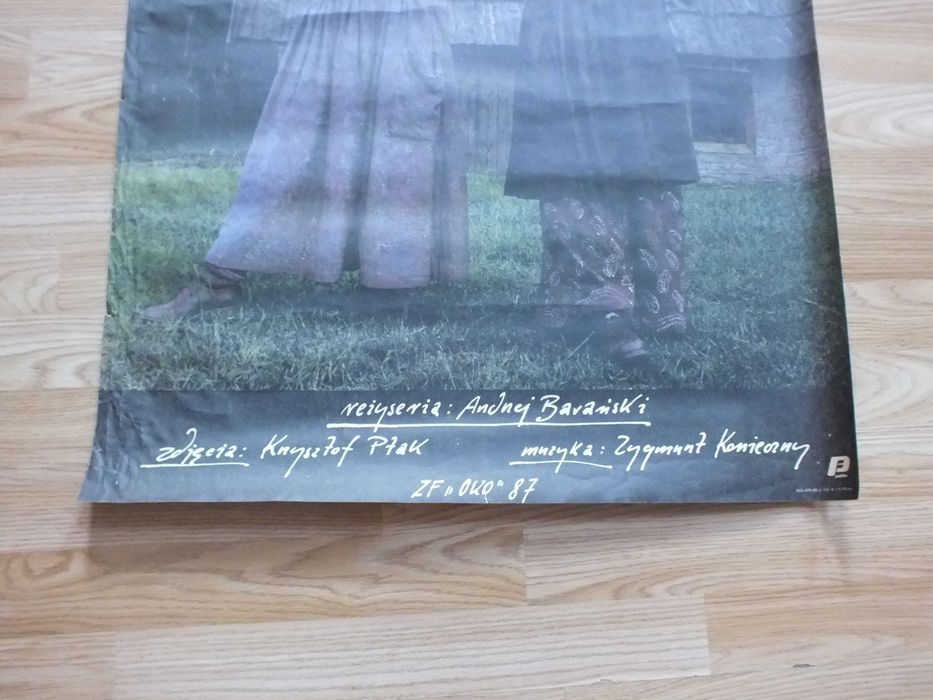 reżyseria: Andrzej Barański
zdjęcia: Krzysztof Ptak muzyka: Zygmunt Konieczny
ZF „OKO" 87